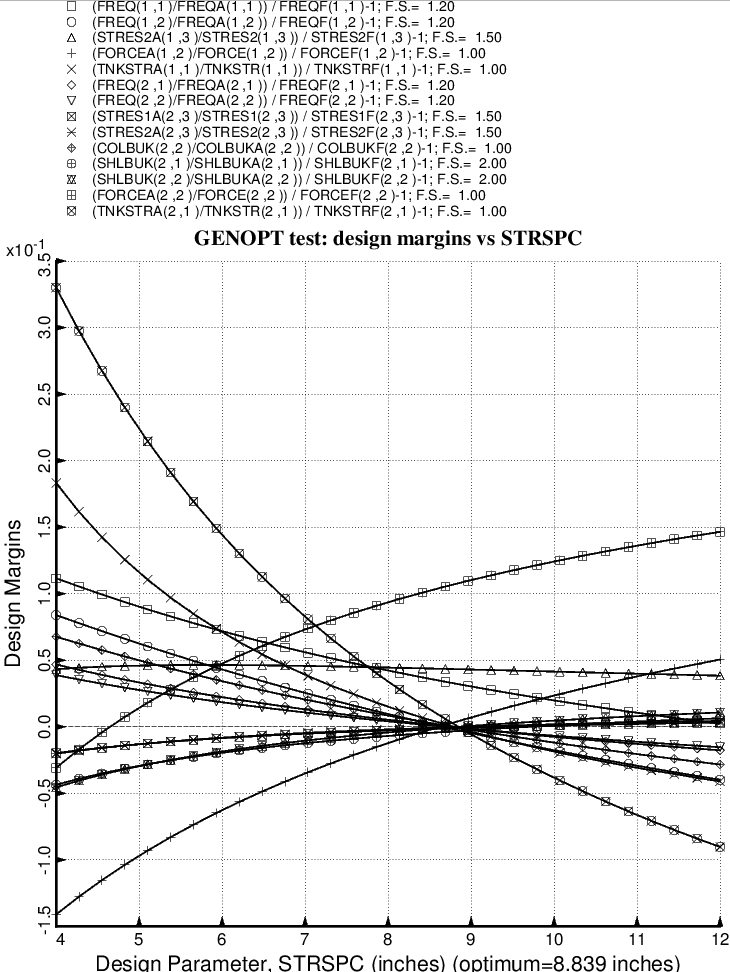 (FREQ(1 ,1 )/FREQA(1 ,1 )) / FREQF(1 ,1 )-1; F.S.= 1.20
(FREQ(1 ,2 )/FREQA(1 ,2 )) / FREQF(1 ,2 )-1; F.S.= 1.20
(STRES2A(1 ,3 )/STRES2(1 ,3 )) / STRES2F(1 ,3 )-1; F.S.= 1.50
(FORCEA(1 ,2 )/FORCE(1 ,2 )) / FORCEF(1 ,2 )-1; F.S.= 1.00
(TNKSTRA(1 ,1 )/TNKSTR(1 ,1 )) / TNKSTRF(1 ,1 )-1; F.S.= 1.00
(FREQ(2 ,1 )/FREQA(2 ,1 )) / FREQF(2 ,1 )-1; F.S.= 1.20
(FREQ(2 ,2 )/FREQA(2 ,2 )) / FREQF(2 ,2 )-1; F.S.= 1.20
(STRES1A(2 ,3 )/STRES1(2 ,3 )) / STRES1F(2 ,3 )-1; F.S.= 1.50
(STRES2A(2 ,3 )/STRES2(2 ,3 )) / STRES2F(2 ,3 )-1; F.S.= 1.50
(COLBUK(2 ,2 )/COLBUKA(2 ,2 )) / COLBUKF(2 ,2 )-1; F.S.= 1.00
(SHLBUK(2 ,1 )/SHLBUKA(2 ,1 )) / SHLBUKF(2 ,1 )-1; F.S.= 2.00
(SHLBUK(2 ,2 )/SHLBUKA(2 ,2 )) / SHLBUKF(2 ,2 )-1; F.S.= 2.00
(FORCEA(2 ,2 )/FORCE(2 ,2 )) / FORCEF(2 ,2 )-1; F.S.= 1.00
(TNKSTRA(2 ,1 )/TNKSTR(2 ,1 )) / TNKSTRF(2 ,1 )-1; F.S.= 1.00
GENOPT test: design margins vs STRSPC
x10-1
3.5
3.0
2.5
2.0
1.5
1.0
0.5
0.0
-0.5
-1.0
-1.5
Design Margins
4 5 6 7 8 9 10 11 12
Design Parameter, STRSPC (inches) (optimum=8.839 inches)